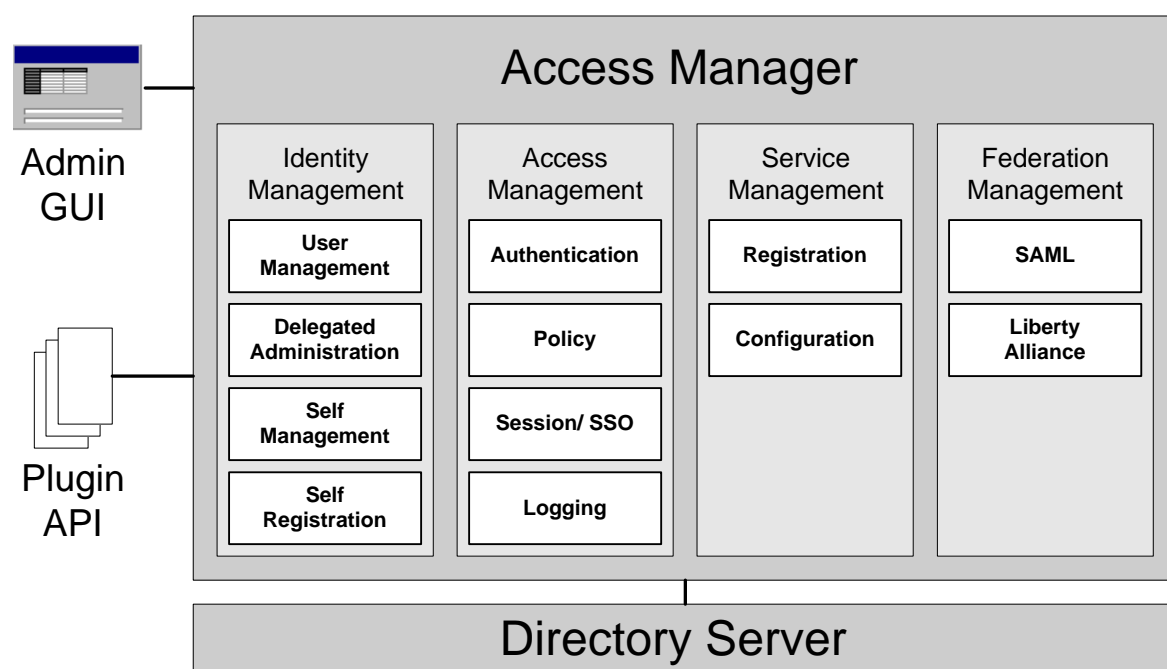 Access Manager
Admin
GUI
Plugin
API
Identity
Management
User
Management
Delegated
Administration
Self
Management
Self
Registration
Access
Management
Authentication
Policy
Session/ SSO
Logging
Service
Management
Registration
Configuration
Federation
Management
SAML
Liberty
Alliance
Directory Server